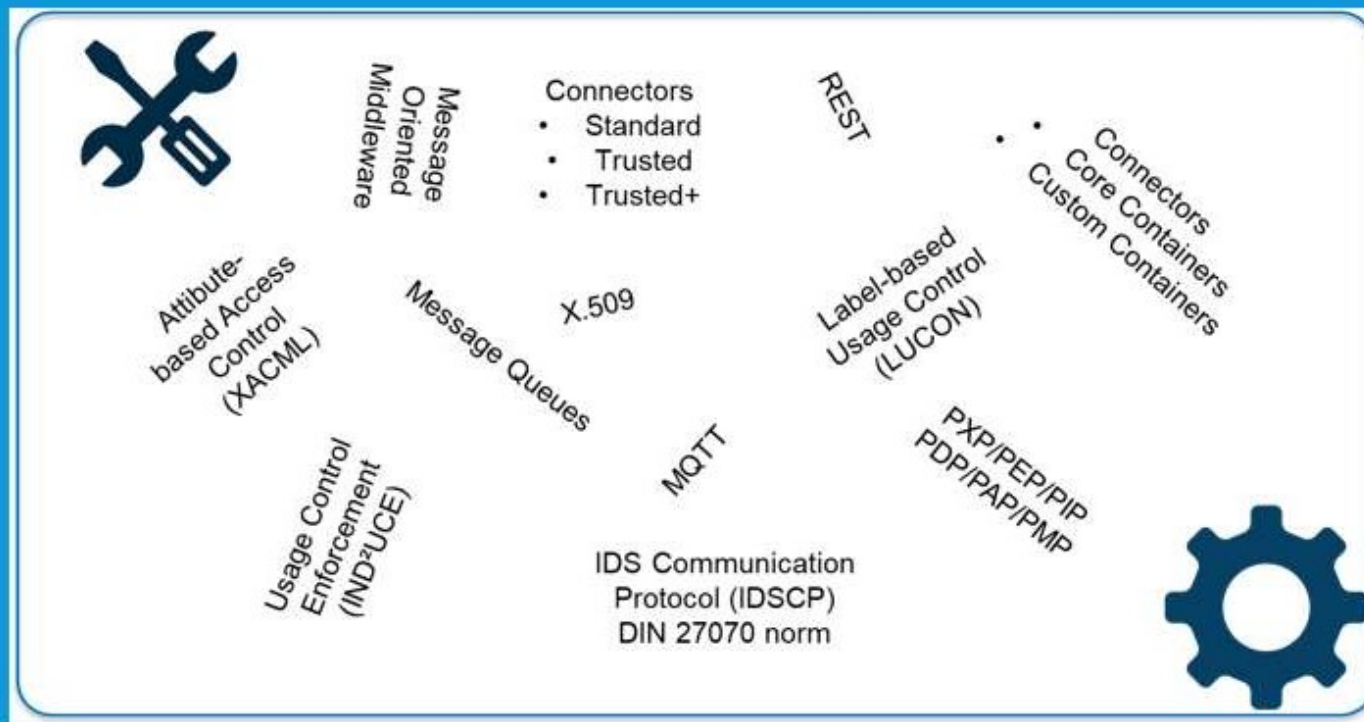 Message
Oriented
Middleware
Connectors
• Standard
• Trusted
• Trusted+
REST
• Connectors
• Core Containers
Custom Containers
Attibute-
based Access
Control
(XACML)
Message Queues
X.509
Label-based
Usage Control
(LUCON)
Usage Control
Enforcement
(IND²UCE)
MQTT
PXP/PEP/PIP
PDP/PAP/PMP
IDS Communication
Protocol (IDSCP)
DIN 27070 norm